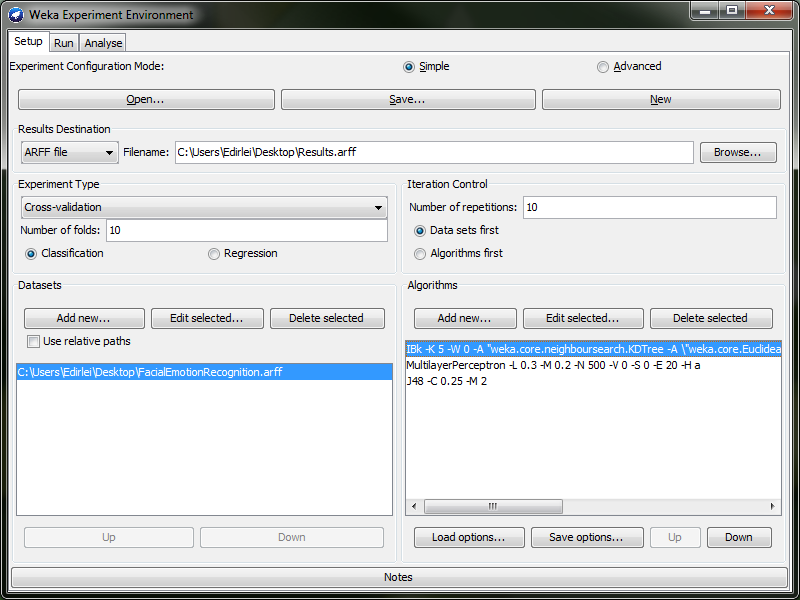 Weka Experiment Environment
Setup Run Analyse
Experiment Configuration Mode: Simple Advanced
Open... Save... New
Results Destination
ARFF file Filename: C:\Users\Edirlei\Desktop\Results.arff Browse...
Experiment Type Iteration Control
Cross-validation Number of repetitions: 10
Number of folds: 10 Data sets first
Classification Regression Algorithms first
Datasets Algorithms
Add new... Edit selected... Delete selected Add new... Edit selected... Delete selected
Use relative paths
C:\Users\Edirlei\Desktop\FacialEmotionRecognition.arff
IBk -K 5 -W 0 -A "weka.core.neighboursearch.KDTree -A \"weka.core.Euclidea
MultilayerPerceptron -L 0.3 -M 0.2 -N 500 -V 0 -S 0 -E 20 -H a
J48 -C 0.25 -M 2
Up Down Load options... Save options... Up Down
Notes